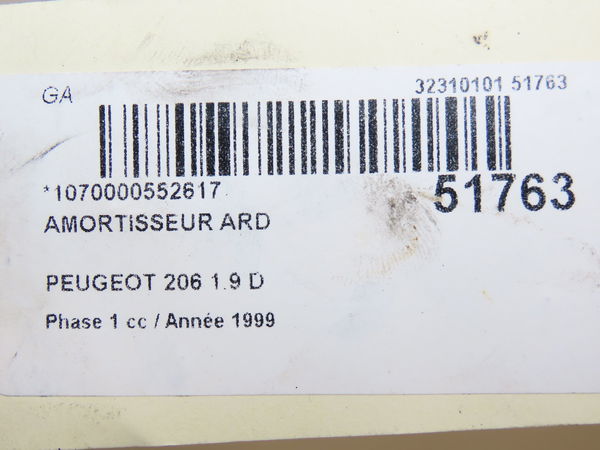 GA
32310101 51763
*1070000552617
51763
AMORTISSEUR ARD
PEUGEOT 206 1.9 D
Phase 1 cc / Année 1999